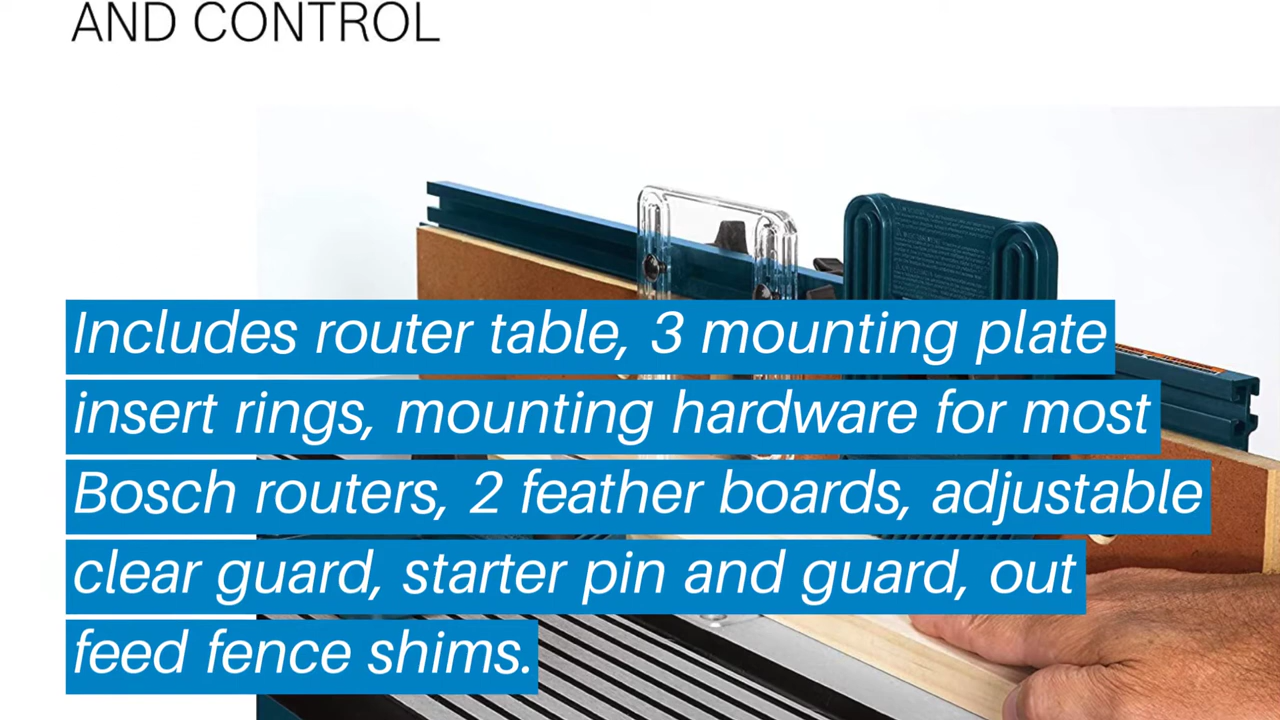 AND CONTROL
Includes router table, 3 mounting plate
insert rings, mounting hardware for most
Bosch routers, 2 feather boards, adjustable
clear guard, starter pin and guard, out
feed fence shims.